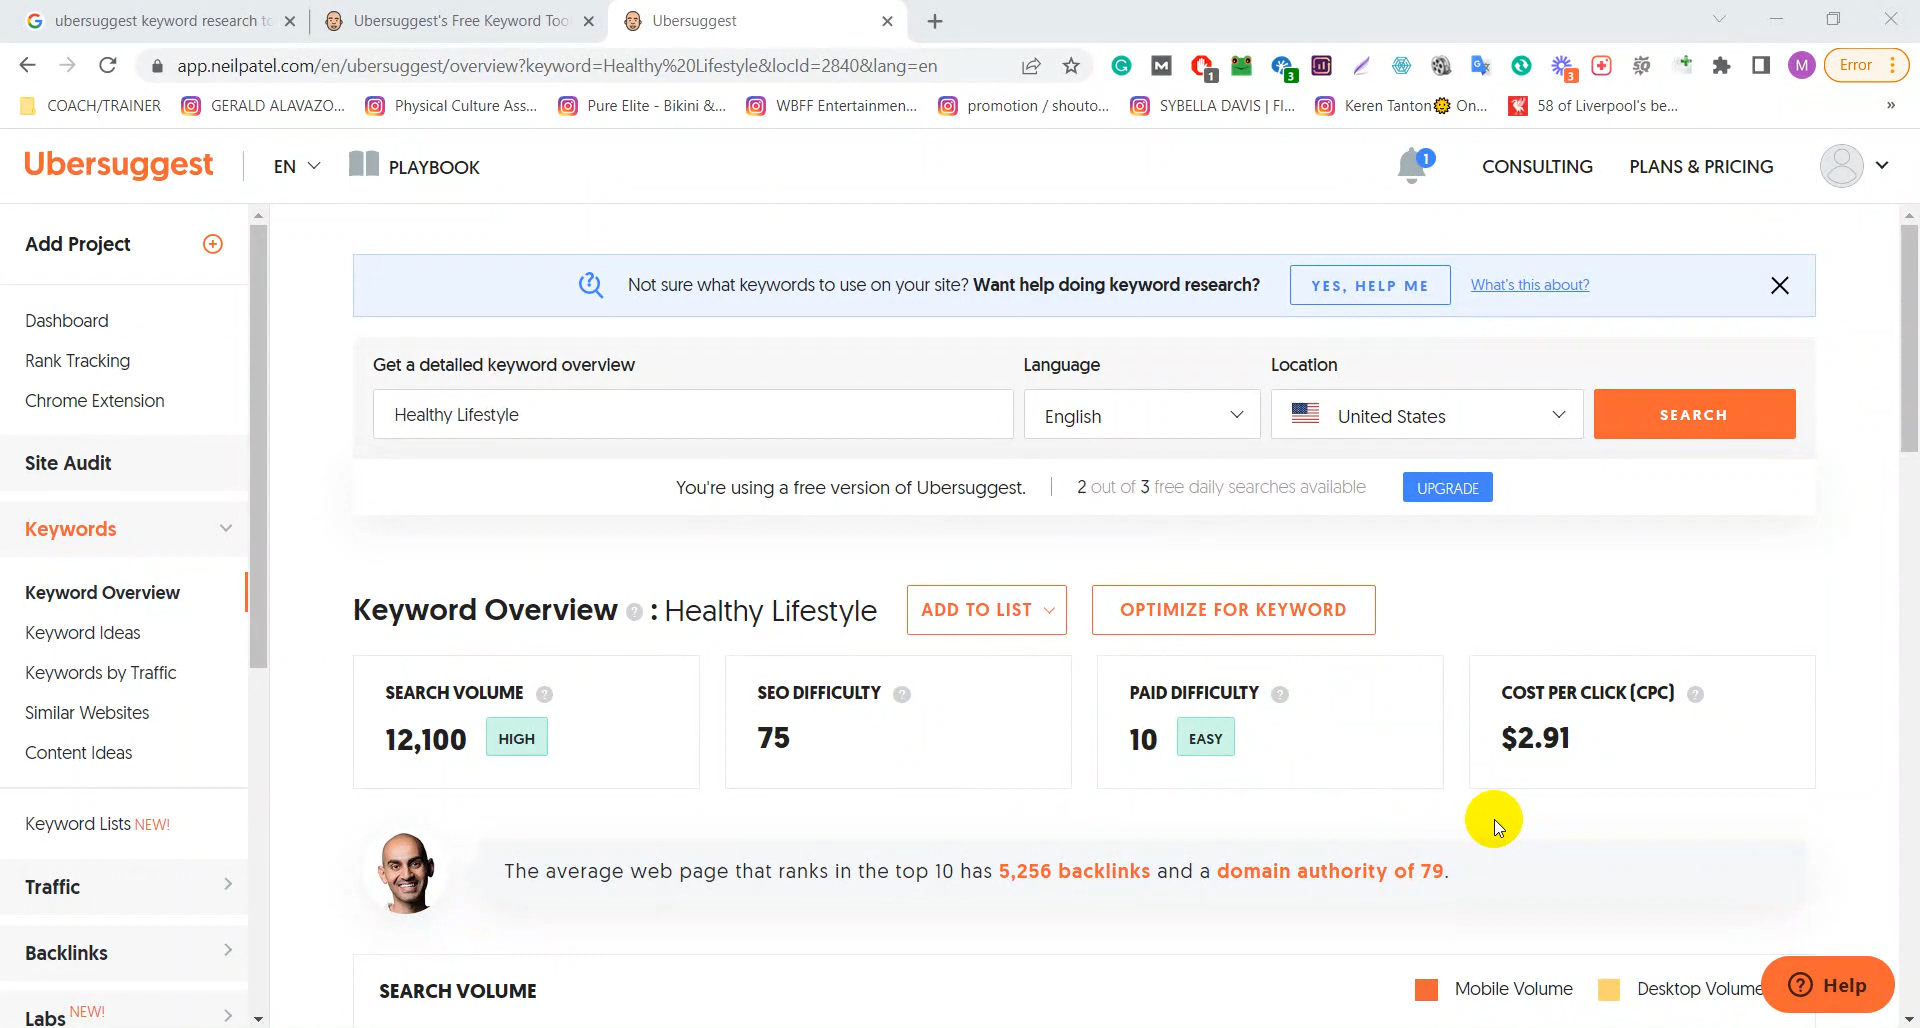 ubersuggest keyword research to
Ubersuggest's Free Keyword Too
Ubersuggest
app.neilpatel.com/en/ubersuggest/overview?keyword=Healthy%20Lifestyle&locId=2840&lang=en
1
3
3
M
Error
COACH/TRAINER
GERALD ALAVAZO...
Physical Culture Ass...
Pure Elite - Bikini &...
WBFF Entertainmen...
promotion / shouto...
SYBELLA DAVIS | FI...
Keren Tanton🌞 On...
58 of Liverpool's be...
»
Ubersuggest
EN
PLAYBOOK
1
CONSULTING
PLANS & PRICING
Add Project
Dashboard
Rank Tracking
Chrome Extension
Site Audit
Keywords
Keyword Overview
Keyword Ideas
Keywords by Traffic
Similar Websites
Content Ideas
Keyword Lists NEW!
Traffic
Backlinks
Labs NEW!
Not sure what keywords to use on your site? Want help doing keyword research?
YES, HELP ME
What's this about?
Get a detailed keyword overview
Language
Location
Healthy Lifestyle
English
United States
SEARCH
You're using a free version of Ubersuggest.
2 out of 3 free daily searches available
UPGRADE
Keyword Overview ? : Healthy Lifestyle
ADD TO LIST
OPTIMIZE FOR KEYWORD
SEARCH VOLUME ?
12,100 HIGH
SEO DIFFICULTY ?
75
PAID DIFFICULTY ?
10 EASY
COST PER CLICK (CPC) ?
$2.91
The average web page that ranks in the top 10 has 5,256 backlinks and a domain authority of 79.
SEARCH VOLUME
Mobile Volume
Desktop Volume
? Help